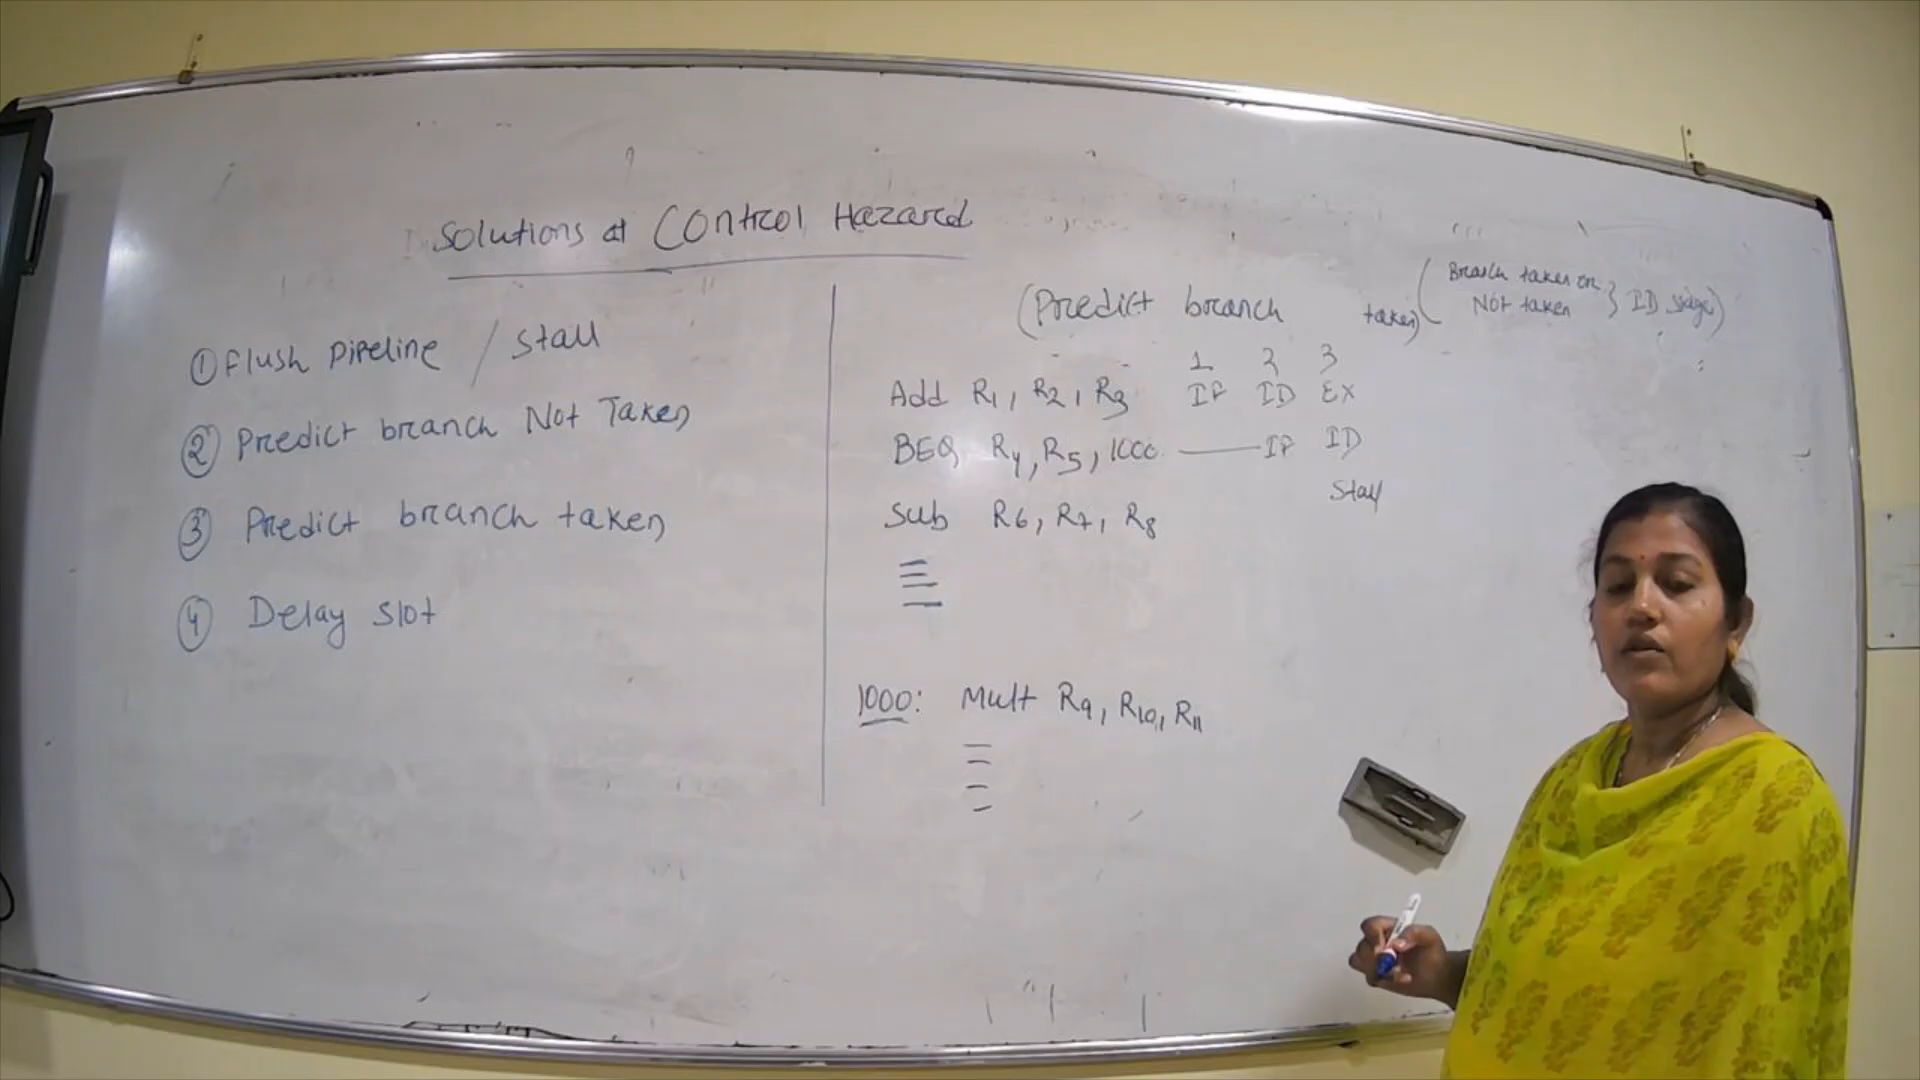 Solutions at Control Hazard
① Flush Pipeline / Stall
② Predict branch Not Taken
③ Predict branch taken
④ Delay slot
(Predict branch taken) (Branch taken or Not taken } ID stage)
1 2 3
Add R1, R2, R3 IF ID EX
BEQ R4, R5, 1000 IF ID
Stall
Sub R6, R7, R8
1000: Mult R9, R10, R11